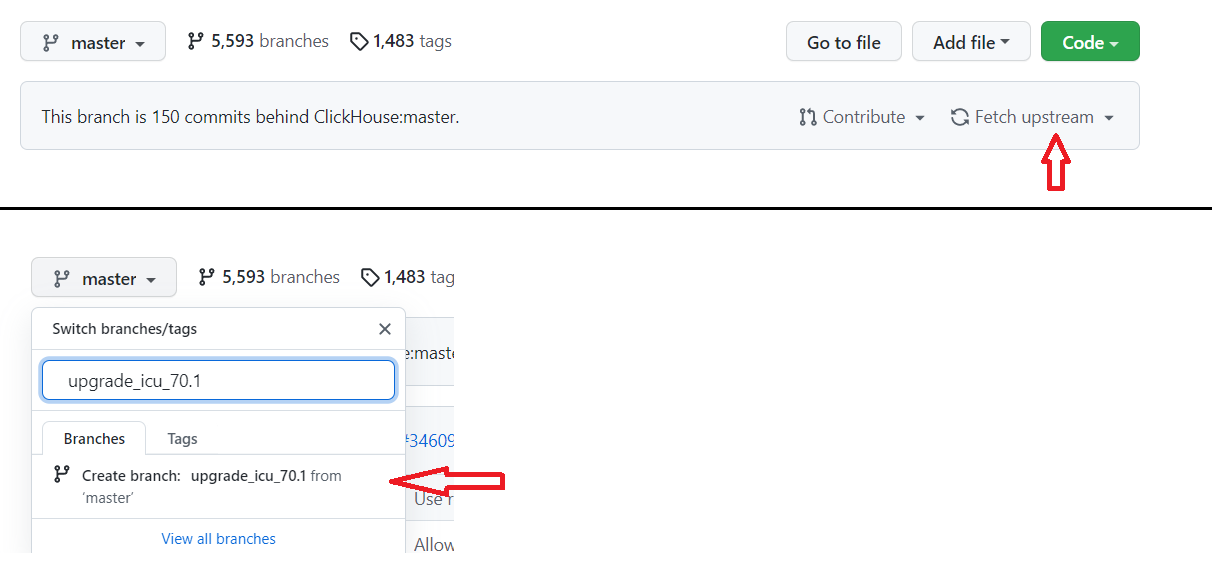 master 5,593 branches 1,483 tags Go to file Add file Code
This branch is 150 commits behind ClickHouse:master. Contribute Fetch upstream
master 5,593 branches 1,483 tag
Switch branches/tags
e:maste
upgrade_icu_70.1
Branches Tags
#34609
Create branch: upgrade_icu_70.1 from
'master'
Use r
View all branches
Allow